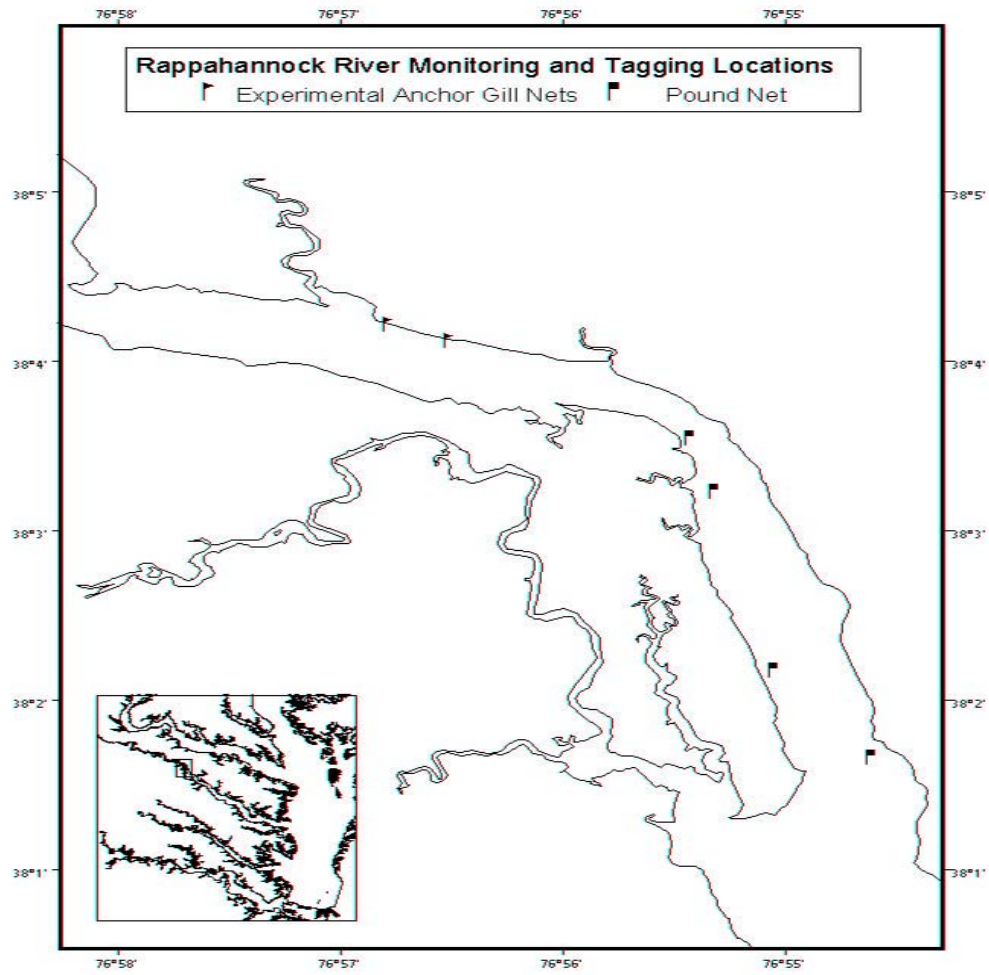 76°58' 76°57' 76°56' 76°55'
Rappahannock River Monitoring and Tagging Locations
Experimental Anchor Gill Nets Pound Net
38°5' 38°5'
38°4' 38°4'
38°3' 38°3'
38°2' 38°2'
38°1' 38°1'
76°58' 76°57' 76°56' 76°55'